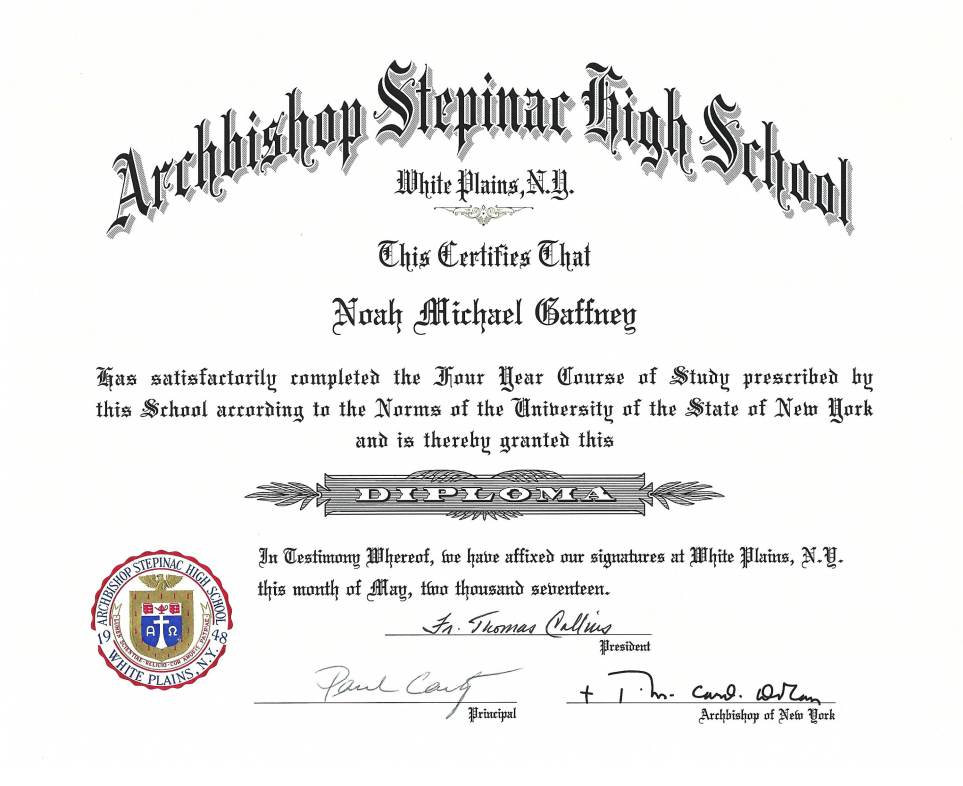 Archbishop Stepinac High School
White Plains, N.Y.
This Certifies That
Noah Michael Gaffney
Has satisfactorily completed the Four Year Course of Study prescribed by
this School according to the Norms of the University of the State of New York
and is thereby granted this
DIPLOMA
In Testimony Whereof, we have affixed our signatures at White Plains, N.Y.
this month of May, two thousand seventeen.
Fr. Thomas Collins
President
ARCHBISHOP STEPINAC HIGH SCHOOL
1948
Α Ω
WHITE PLAINS, N.Y.
Paul Carty
Principal
+ T. M. Card. Dolan
Archbishop of New York